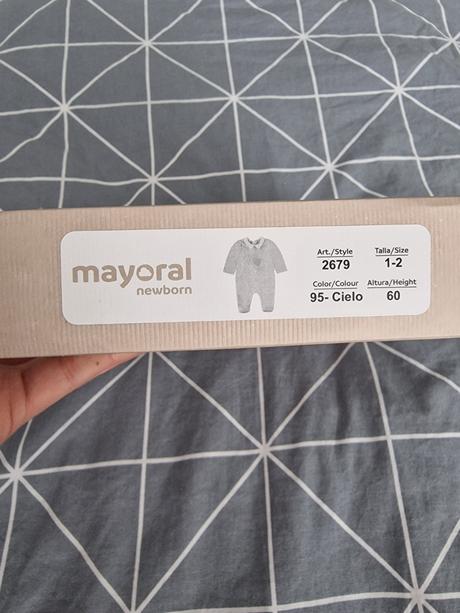 mayoral
newborn
Art./Style
2679
Talla/Size
1-2
Color/Colour
95- Cielo
Altura/Height
60